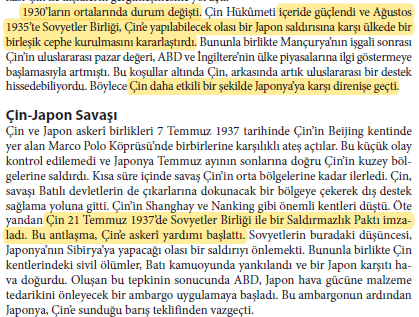 1930'ların ortalarında durum değişti. Çin Hükûmeti içeride güçlendi ve Ağustos
1935'te Sovyetler Birliği, Çin'e yapılabilecek olası bir Japon saldırısına karşı ülkede bir
birleşik cephe kurulmasını kararlaştırdı. Bununla birlikte Mançurya'nın işgali sonrası
Çin'in uluslararası pazar değeri, ABD ve İngiltere'nin ülke piyasalarına ilgi göstermeye
başlamasıyla artmıştı. Bu koşullar altında Çin, arkasında artık uluslararası bir destek
hissedebiliyordu. Böylece Çin daha etkili bir şekilde Japonya'ya karşı direnişe geçti.
Çin-Japon Savaşı
Çin ve Japon askerî birlikleri 7 Temmuz 1937 tarihinde Çin'in Beijing kentinde
yer alan Marco Polo Köprüsü'nde birbirlerine karşılıklı ateş açtılar. Bu küçük olay
kontrol edilemedi ve Japonya Temmuz ayının sonlarına doğru Çin'in kuzey böl-
gelerine saldırdı. Kısa süre içinde savaş Çin'in orta bölgelerine kadar ilerledi. Çin,
savaşı Batılı devletlerin de çıkarlarına dokunacak bir bölgeye çekerek dış destek
sağlama yoluna gitti. Çin'in Shanghay ve Nanking gibi önemli kentleri düştü. Öte
yandan Çin 21 Temmuz 1937'de Sovyetler Birliği ile bir Saldırmazlık Paktı imza-
ladı. Bu antlaşma, Çin'e askerî yardımı başlattı. Sovyetlerin buradaki düşüncesi,
Japonya'nın Sibirya'ya yapacağı olası bir saldırıyı önlemekti. Bununla birlikte Çin
kentlerindeki sivil ölümler, Batı kamuoyunda yankılandı ve bir Japon karşıtı ha-
va doğurdu. Oluşan bu tepkinin sonucunda ABD, Japon hava gücüne malzeme
tedarikini önleyecek bir ambargo uygulamaya başladı. Bu ambargonun ardından
Japonya, Çin'e sunduğu barış teklifinden vazgeçti.